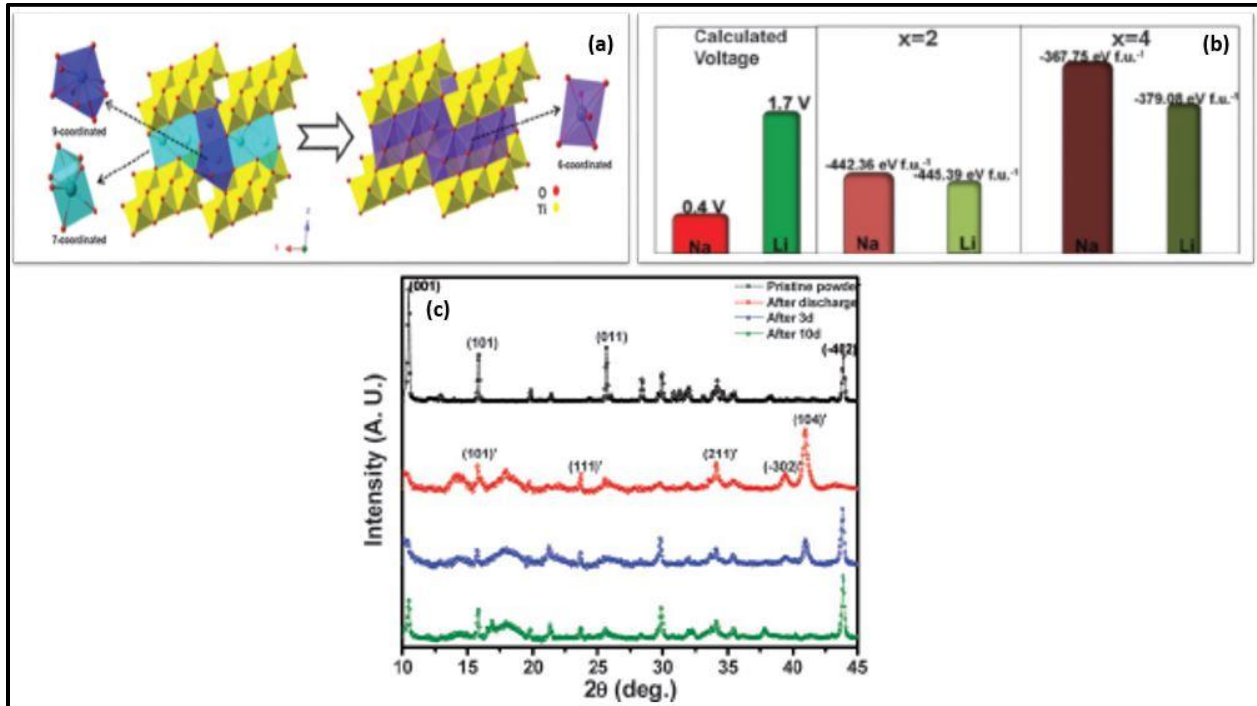 (a)
9-coordinated
7-coordinated
6-coordinated
O
Ti
(b)
Calculated
Voltage
x=2
x=4
0.4 V
1.7 V
-442.36 eV f.u.⁻¹
-445.39 eV f.u.⁻¹
-367.75 eV f.u.⁻¹
-379.08 eV f.u.⁻¹
Na
Li
Na
Li
Na
Li
(c)
Intensity (A. U.)
(001)
(101)
(011)
Pristine powder
After discharge
After 3d
After 10d
(101)'
(111)'
(211)'
(-302)'
(104)'
10 15 20 25 30 35 40 45
2θ (deg.)